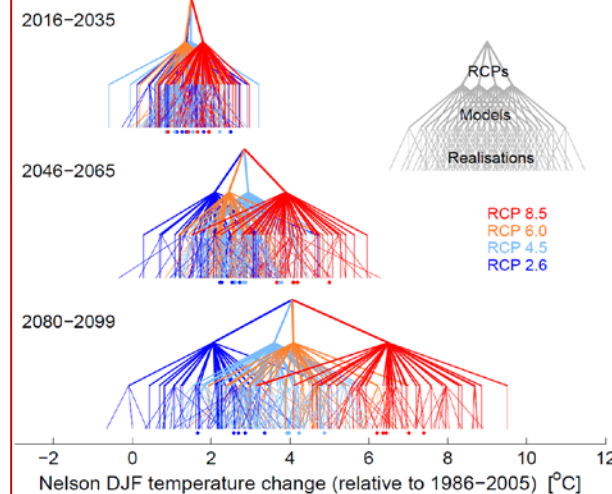 2016−2035
RCPs
Models
Realisations
2046−2065
RCP 8.5
RCP 6.0
RCP 4.5
RCP 2.6
2080−2099
−2 0 2 4 6 8 10 12
Nelson DJF temperature change (relative to 1986−2005) [°C]